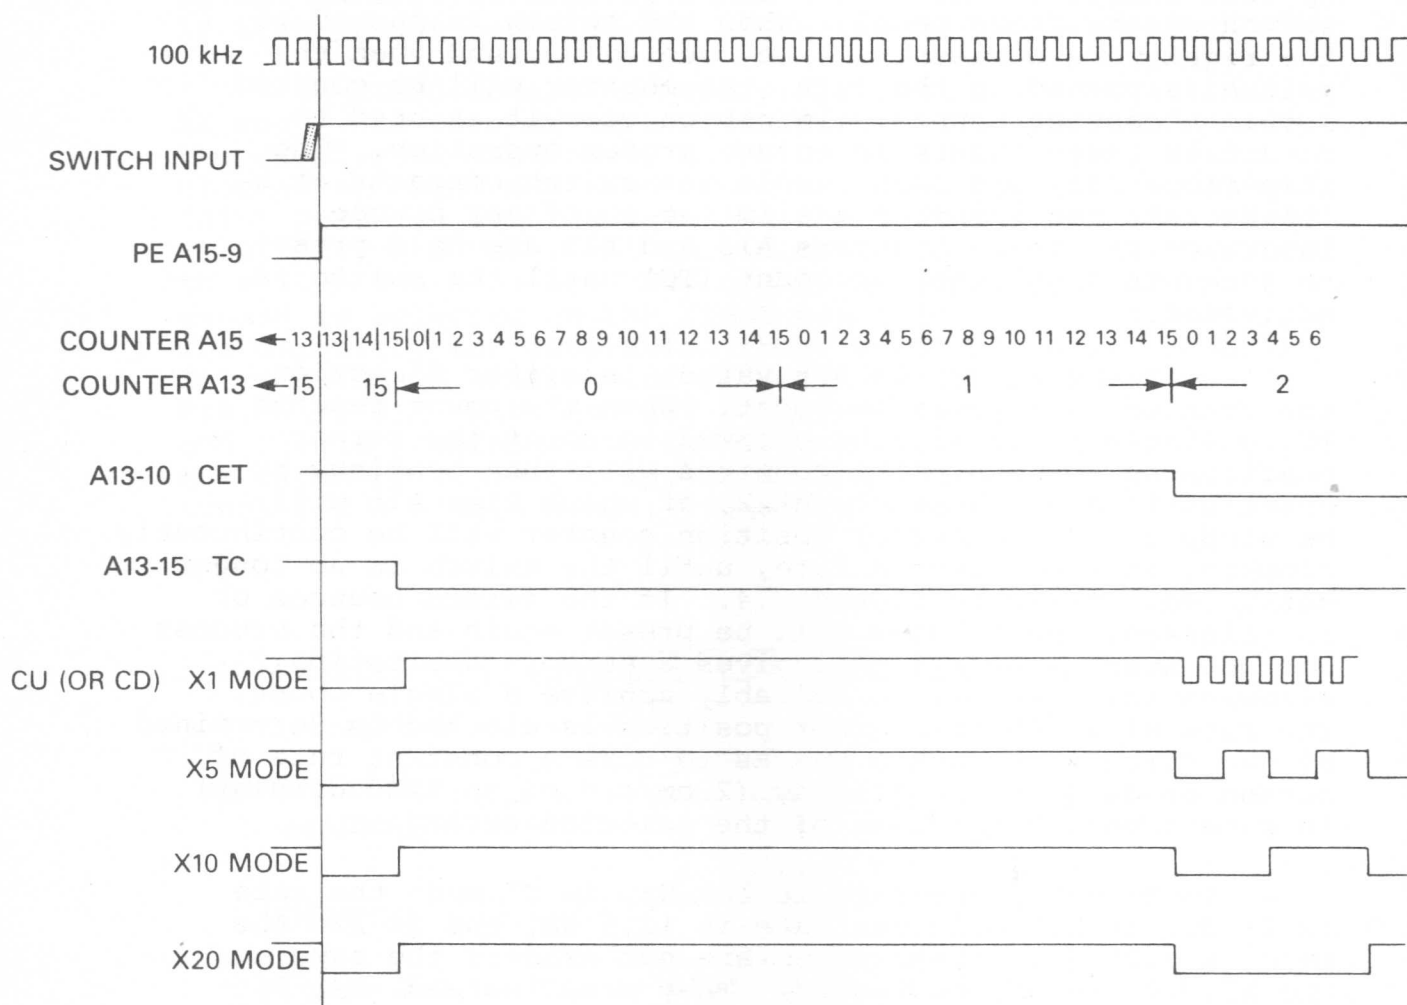 100 kHz
SWITCH INPUT
PE A15-9
COUNTER A15 13 |13| 14 | 15 | 0 | 1 2 3 4 5 6 7 8 9 10 11 12 13 14 15 0 1 2 3 4 5 6 7 8 9 10 11 12 13 14 15 0 1 2 3 4 5 6
COUNTER A13 15 15 0 1 2
A13-10 CET
A13-15 TC
CU (OR CD) X1 MODE
X5 MODE
X10 MODE
X20 MODE